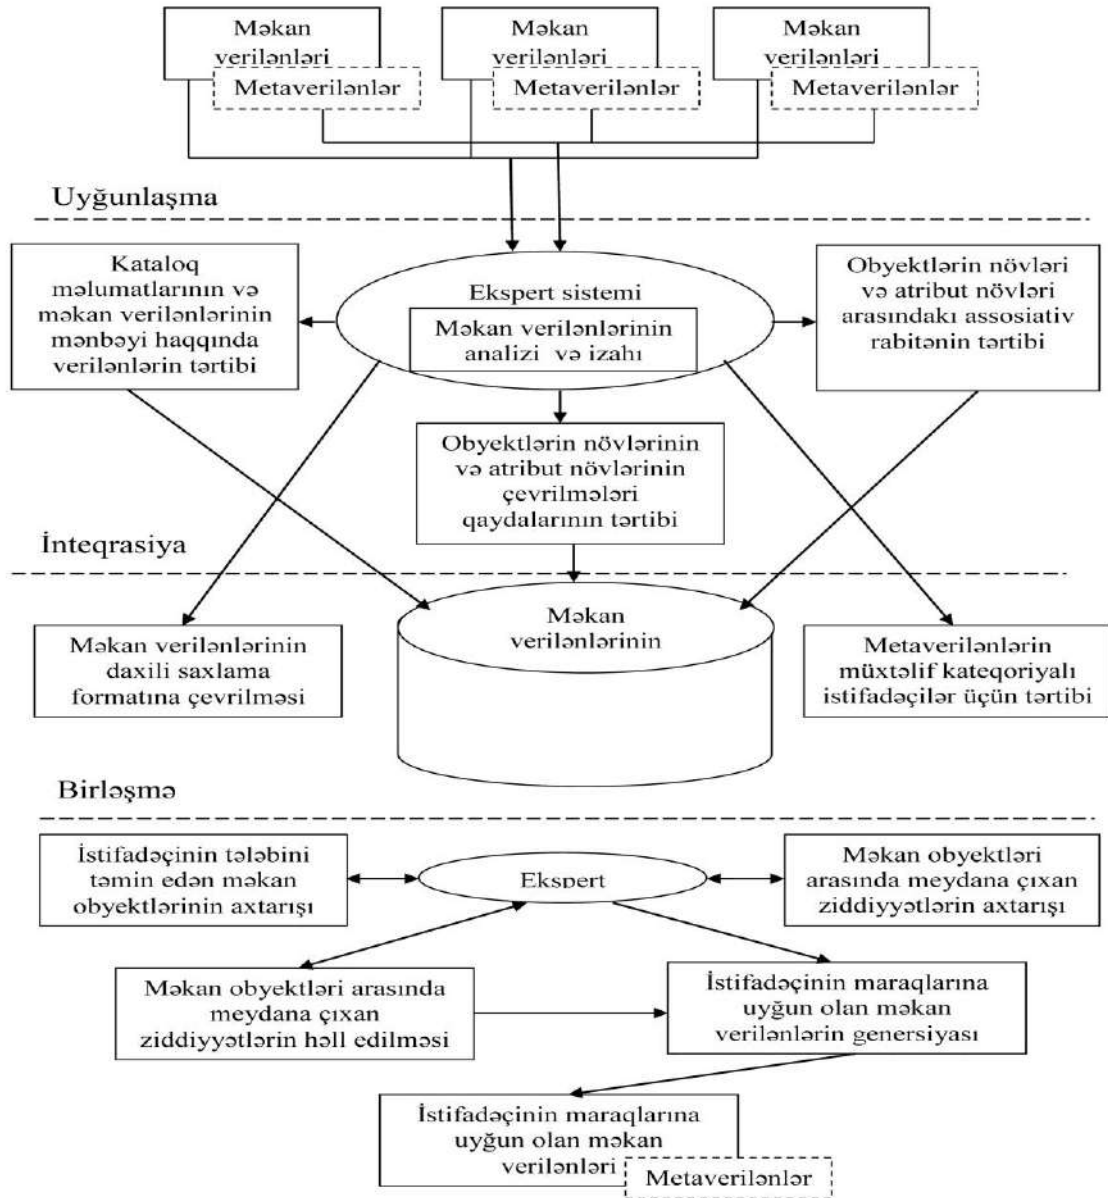 Məkan
verilənləri
Metaverilənlər
Məkan
verilənləri
Metaverilənlər
Məkan
verilənləri
Metaverilənlər
Uyğunlaşma
Kataloq
məlumatlarının və
məkan verilənlərinin
mənbəyi haqqında
verilənlərin tərtibi
Ekspert sistemi
Məkan verilənlərinin
analizi və izahı
Obyektlərin növləri
və atribut növləri
arasındakı assosiativ
rabitənin tərtibi
Obyektlərin növlərinin
və atribut növlərinin
çevrilmələri
qaydalarının tərtibi
İnteqrasiya
Məkan verilənlərinin
daxili saxlama
formatına çevrilməsi
Məkan
verilənlərinin
Metaverilənlərin
müxtəlif kateqoriyalı
istifadəçilər üçün tərtibi
Birləşmə
İstifadəçinin tələbini
təmin edən məkan
obyektlərinin axtarışı
Ekspert
Məkan obyektləri
arasında meydana çıxan
ziddiyyətlərin axtarışı
Məkan obyektləri arasında
meydana çıxan
ziddiyyətlərin həll edilməsi
İstifadəçinin maraqlarına
uyğun olan məkan
verilənlərin genersiyası
İstifadəçinin maraqlarına
uyğun olan məkan
verilənləri
Metaverilənlər